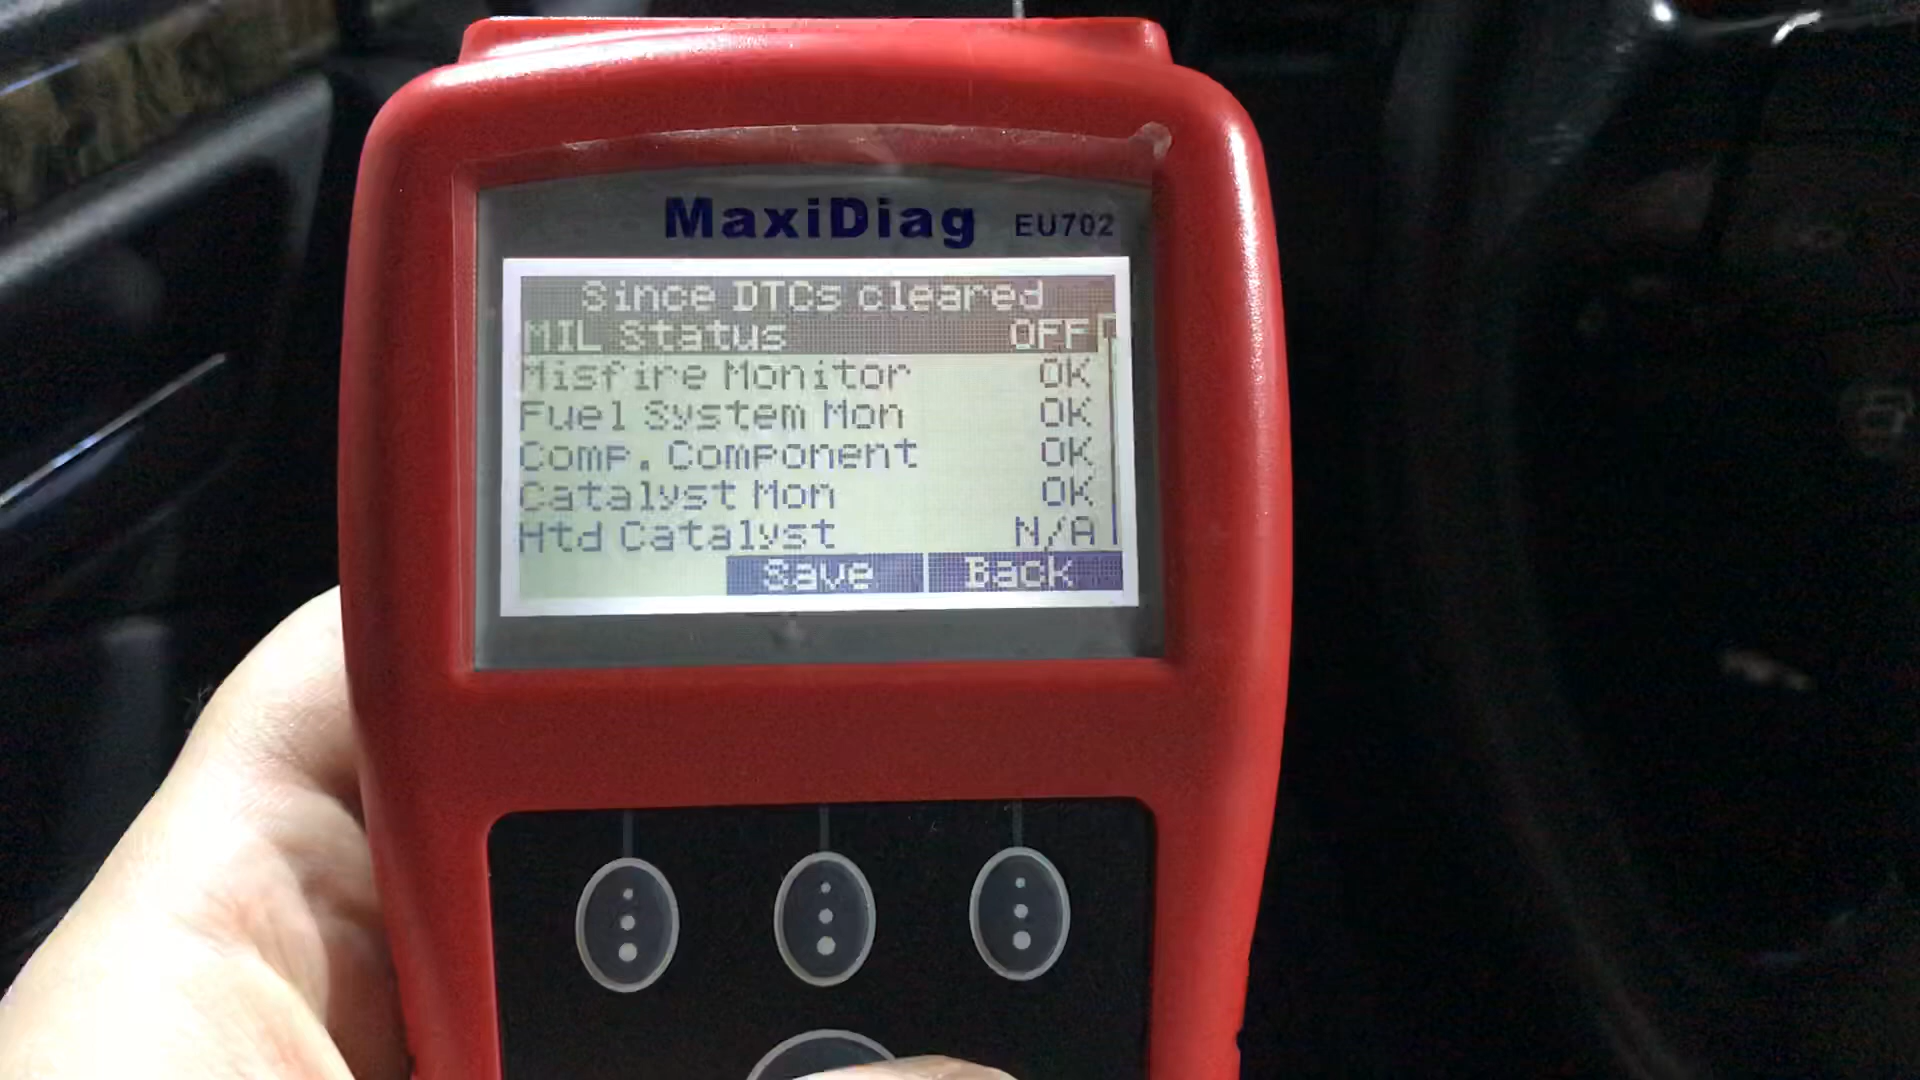 MaxiDiag EU702
Since DTCs cleared
MIL Status OFF
Misfire Monitor OK
Fuel System Mon OK
Comp. Component OK
Catalyst Mon OK
Htd Catalyst N/A
Save Back